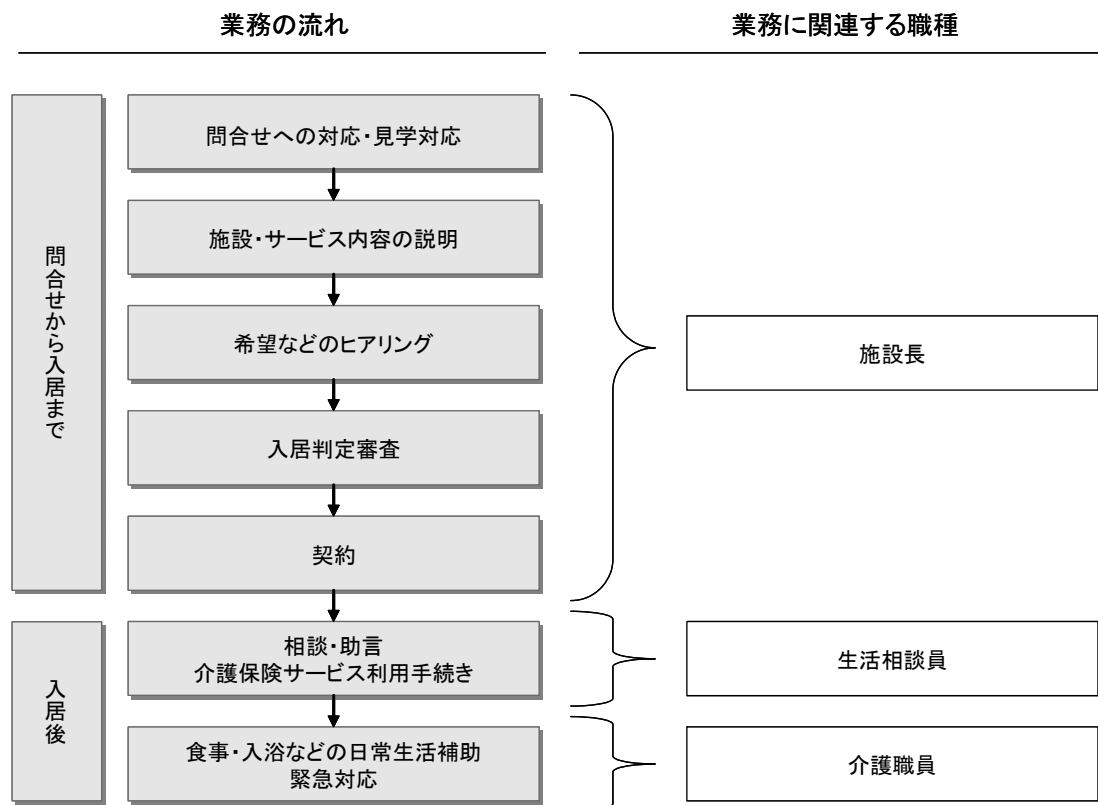 業務の流れ
業務に関連する職種
問合せから入居まで
問合せへの対応・見学対応
施設・サービス内容の説明
希望などのヒアリング
入居判定審査
契約
施設長
入居後
相談・助言
介護保険サービス利用手続き
生活相談員
食事・入浴などの日常生活補助
緊急対応
介護職員